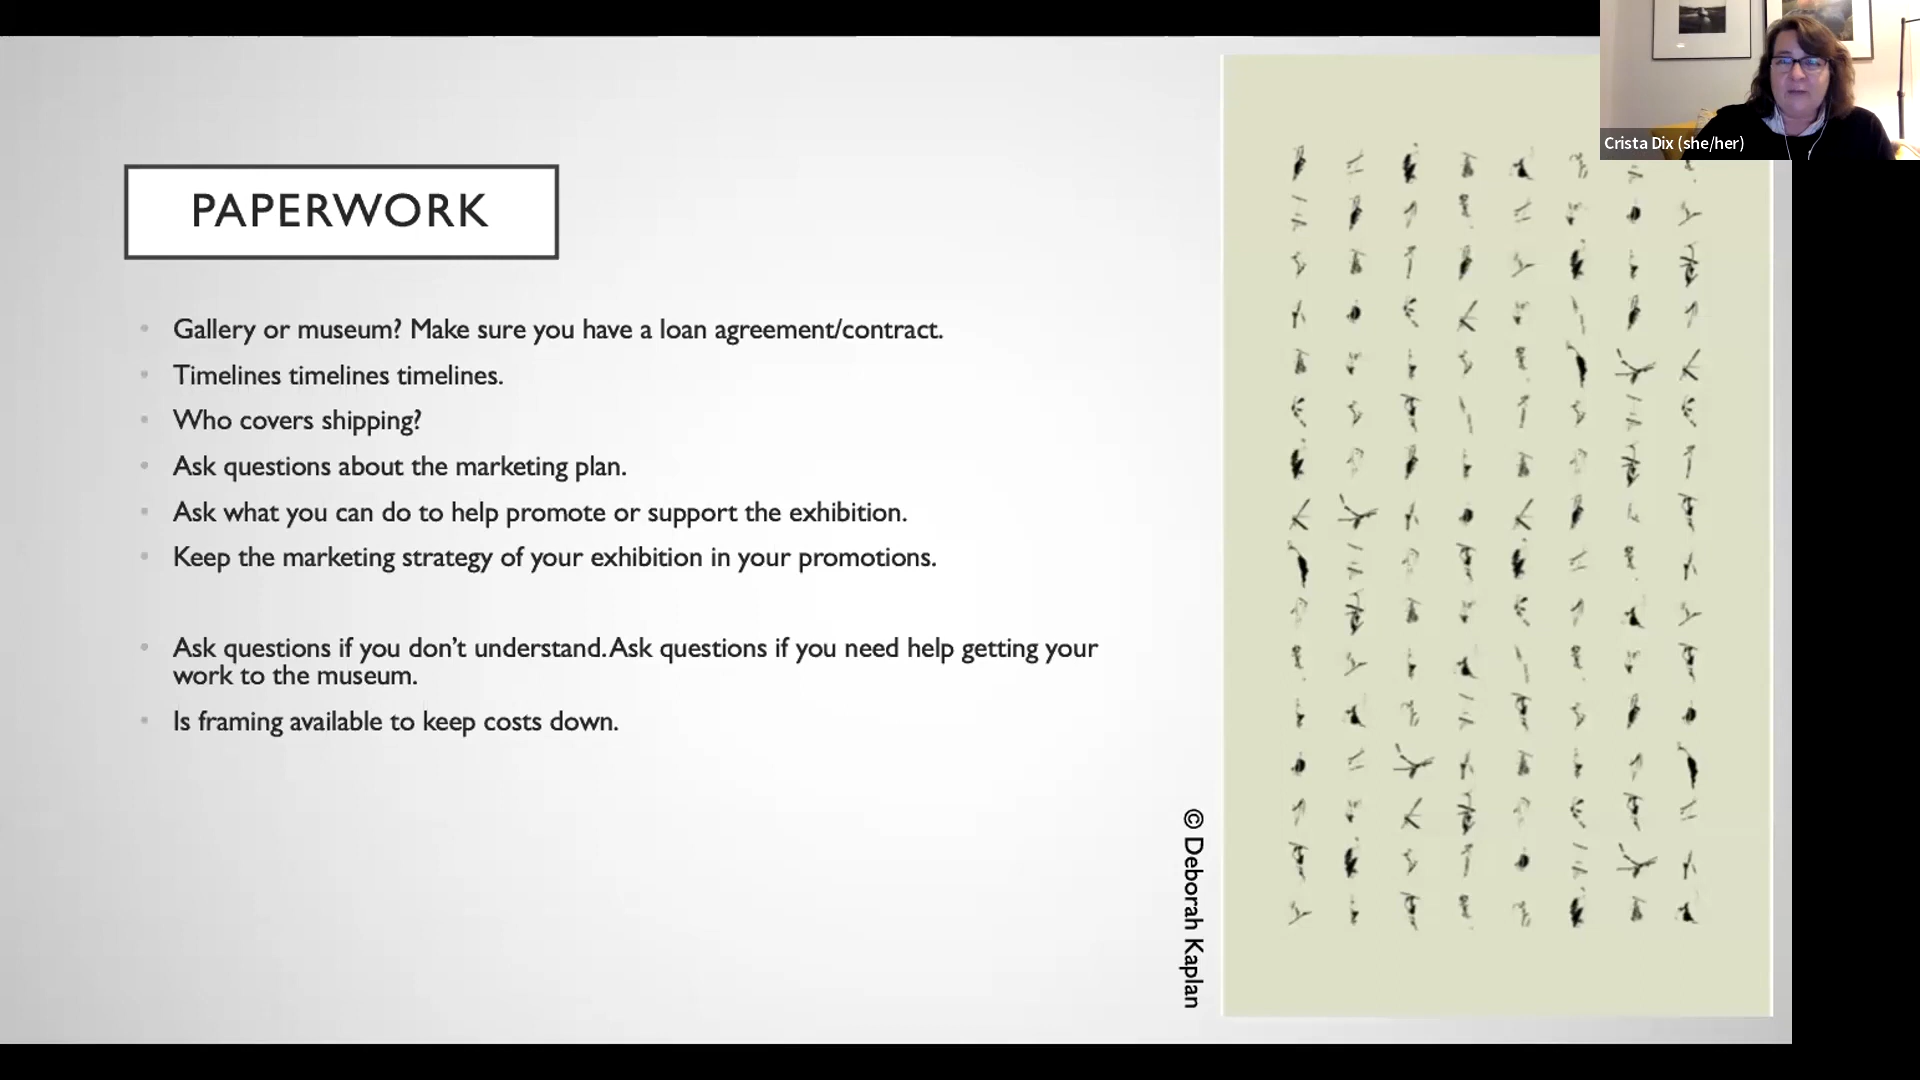 PAPERWORK
Gallery or museum? Make sure you have a loan agreement/contract.
Timelines timelines timelines.
Who covers shipping?
Ask questions about the marketing plan.
Ask what you can do to help promote or support the exhibition.
Keep the marketing strategy of your exhibition in your promotions.
Ask questions if you don't understand. Ask questions if you need help getting your
work to the museum.
Is framing available to keep costs down.
© Deborah Kaplan
Crista Dix (she/her)